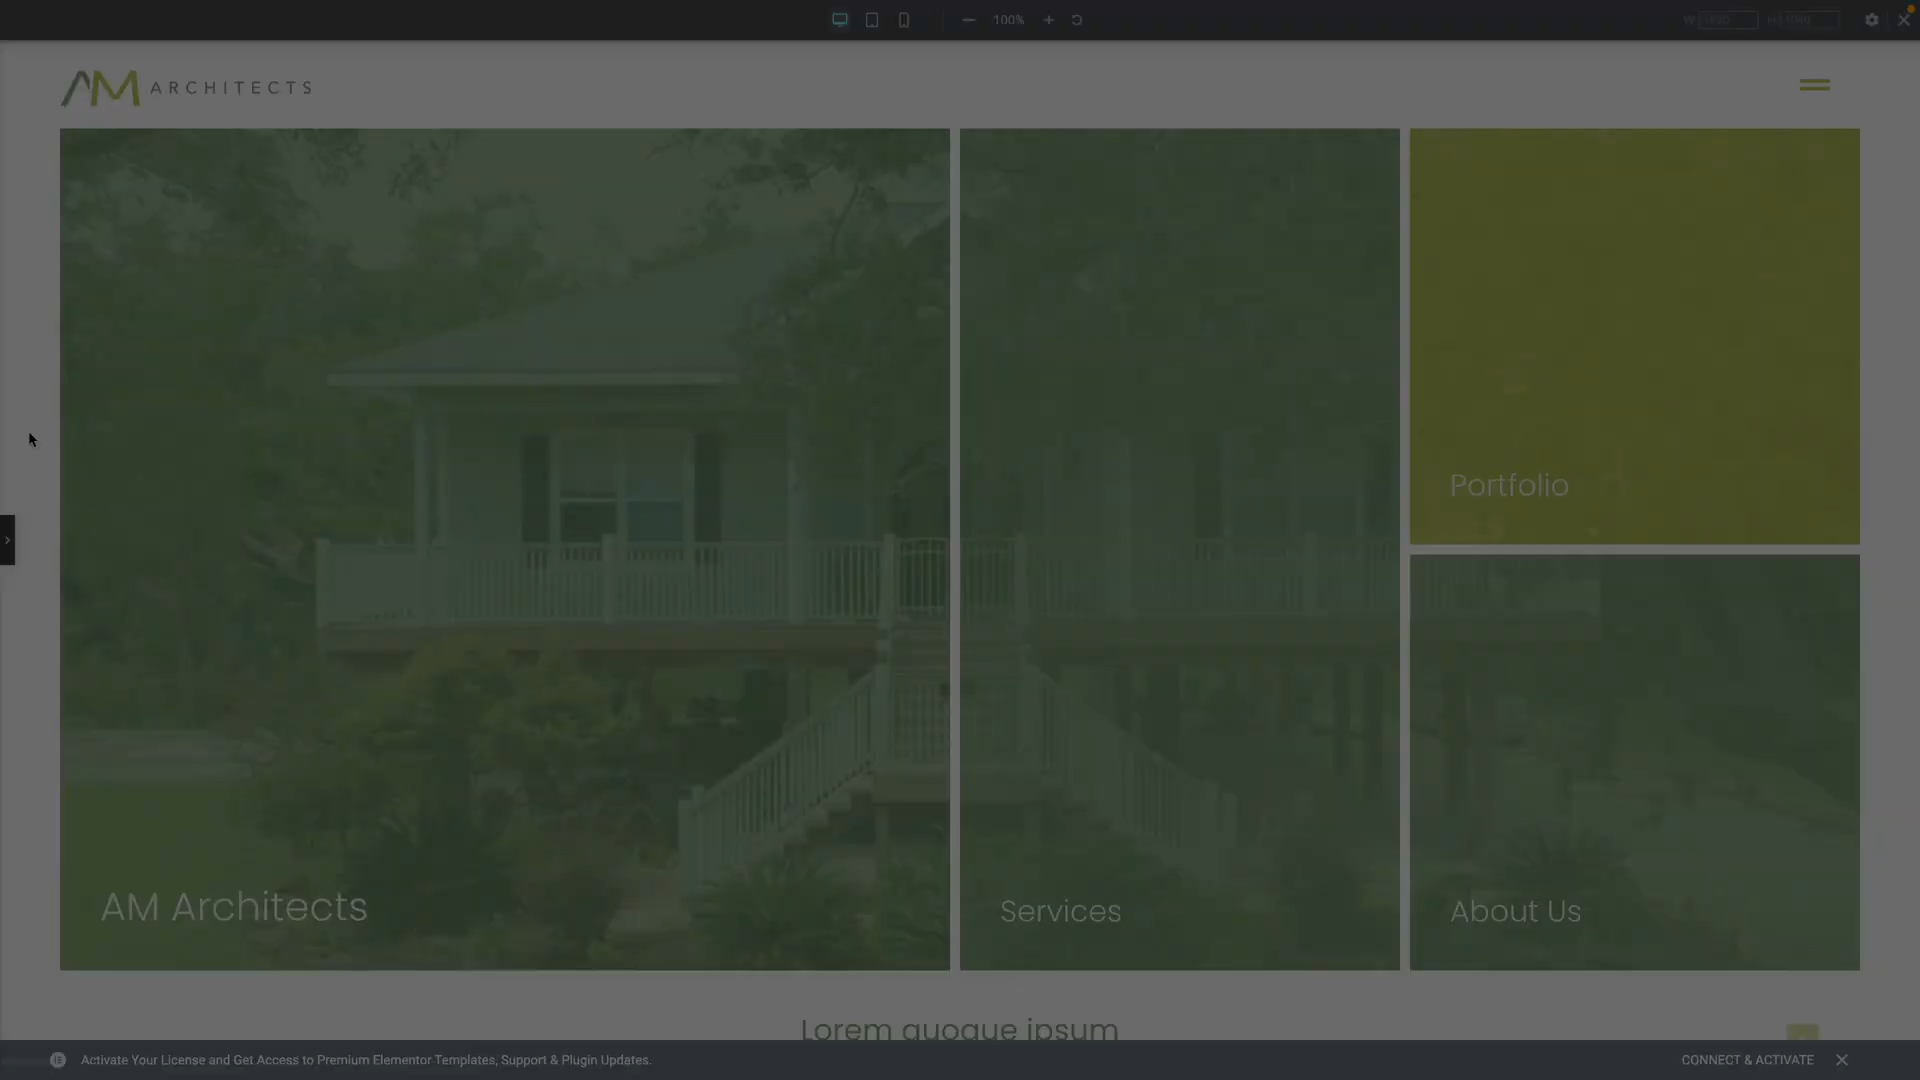 100%
AM ARCHITECTS
Portfolio
AM Architects
Services
About Us
Lorem quoque ipsum
Activate Your License and Get Access to Premium Elementor Templates, Support & Plugin Updates.
CONNECT & ACTIVATE